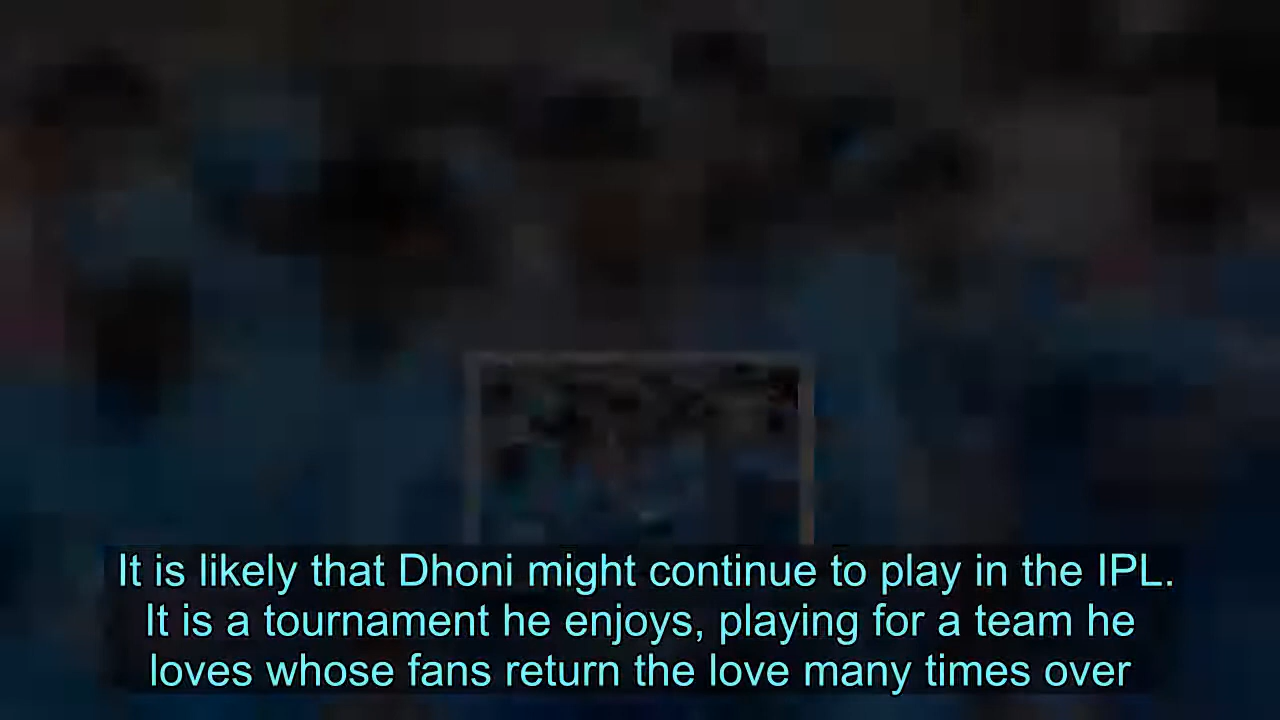 It is likely that Dhoni might continue to play in the IPL.
It is a tournament he enjoys, playing for a team he
loves whose fans return the love many times over